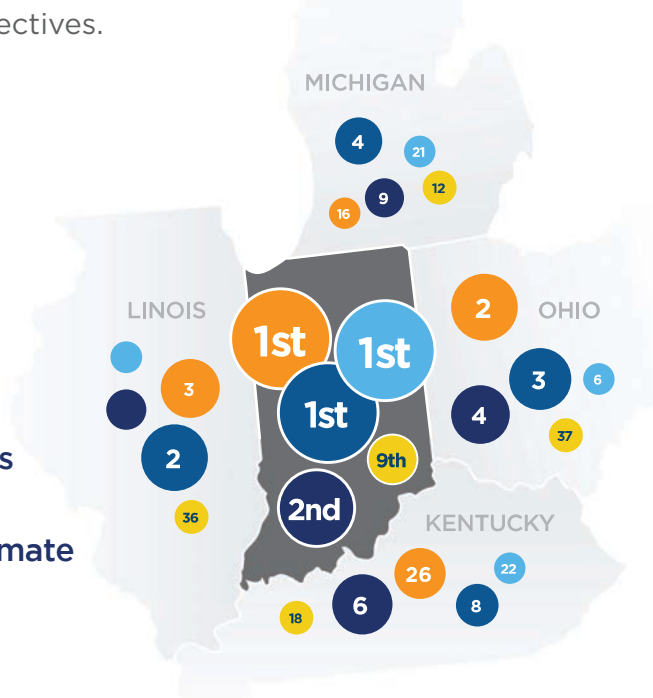 ectives.
MICHIGAN
4
21
12
9
16
LINOIS
OHIO
1st
1st
1st
9th
2nd
3
2
36
2
3
6
4
37
s
mate
KENTUCKY
26
22
6
8
18